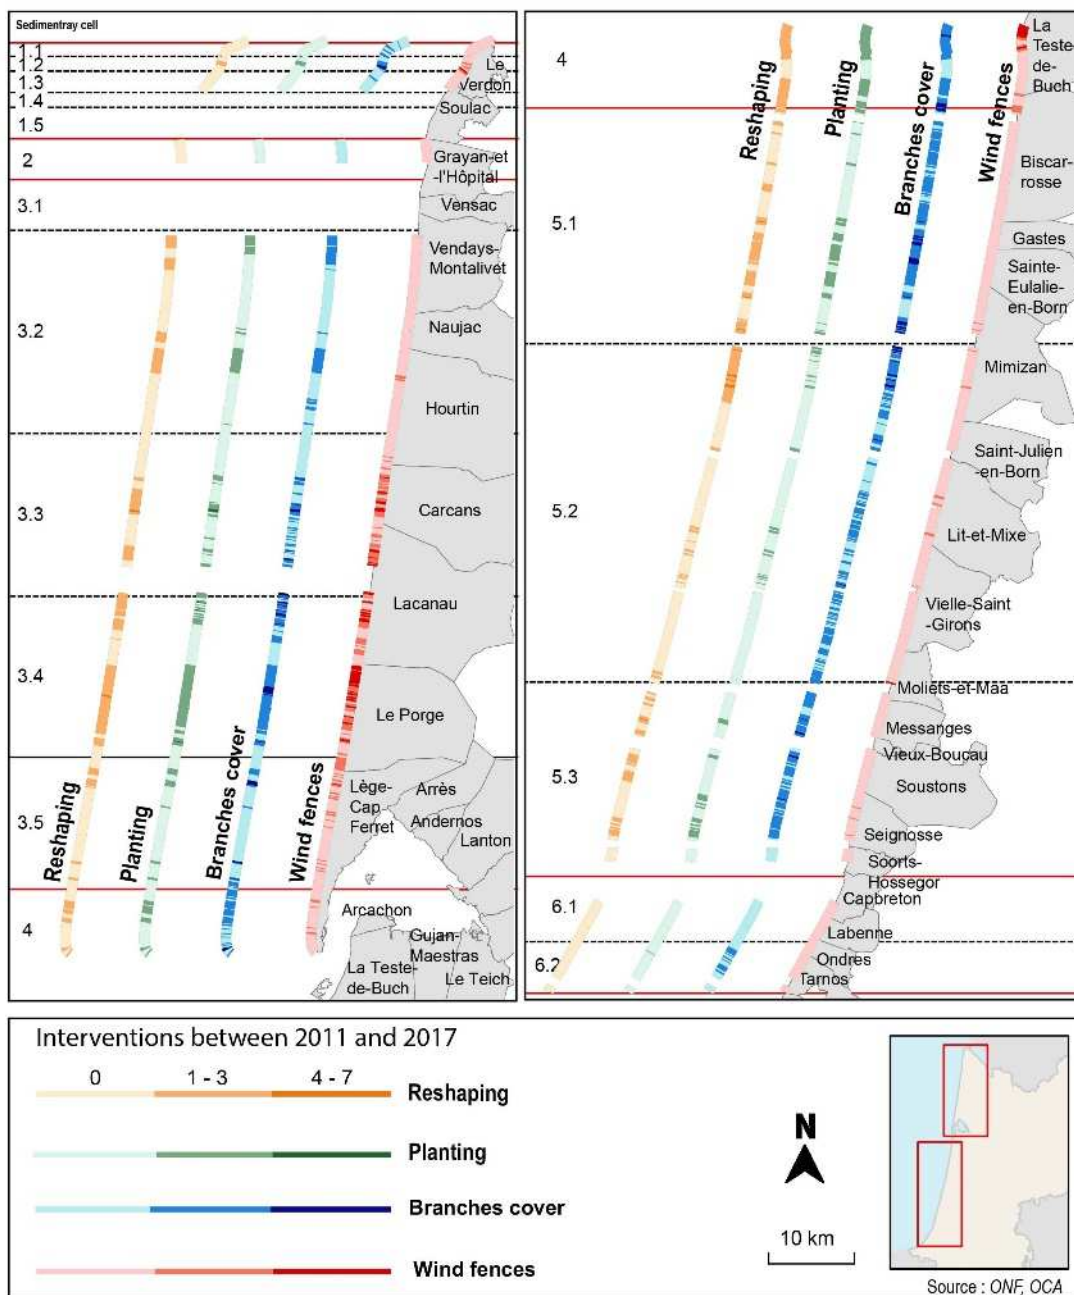 Sedimentray cell
1.1
1.2
1.3
1.4
1.5
2
3.1
3.2
3.3
3.4
3.5
4
Le
Verdon
Soulac
Grayan-et
-l'Hôpital
Vensac
Vendays-
Montalivet
Naujac
Hourtin
Carcans
Lacanau
Le Porge
Lège-
Cap
Ferret
Arrès
Andernos
Lanton
Arcachon
Gujan-
Maestras
La Teste-
de-Buch
Le Teich
Reshaping
Planting
Branches cover
Wind fences
4
5.1
5.2
5.3
6.1
6.2
Reshaping
Planting
Branches cover
Wind fences
La
Teste-
de-
Buch
Biscar-
rosse
Gastes
Sainte-
Eulalie-
en-Born
Mimizan
Saint-Julien
-en-Born
Lit-et-Mixe
Vielle-Saint
-Girons
Moliets-et-Maa
Messanges
Vieux-Boucau
Soustons
Seignosse
Soorts-
Hossegor
Capbreton
Labenne
Ondres
Tarnos
Interventions between 2011 and 2017
0 1 - 3 4 - 7
Reshaping
Planting
Branches cover
Wind fences
N
10 km
Source : ONF, OCA